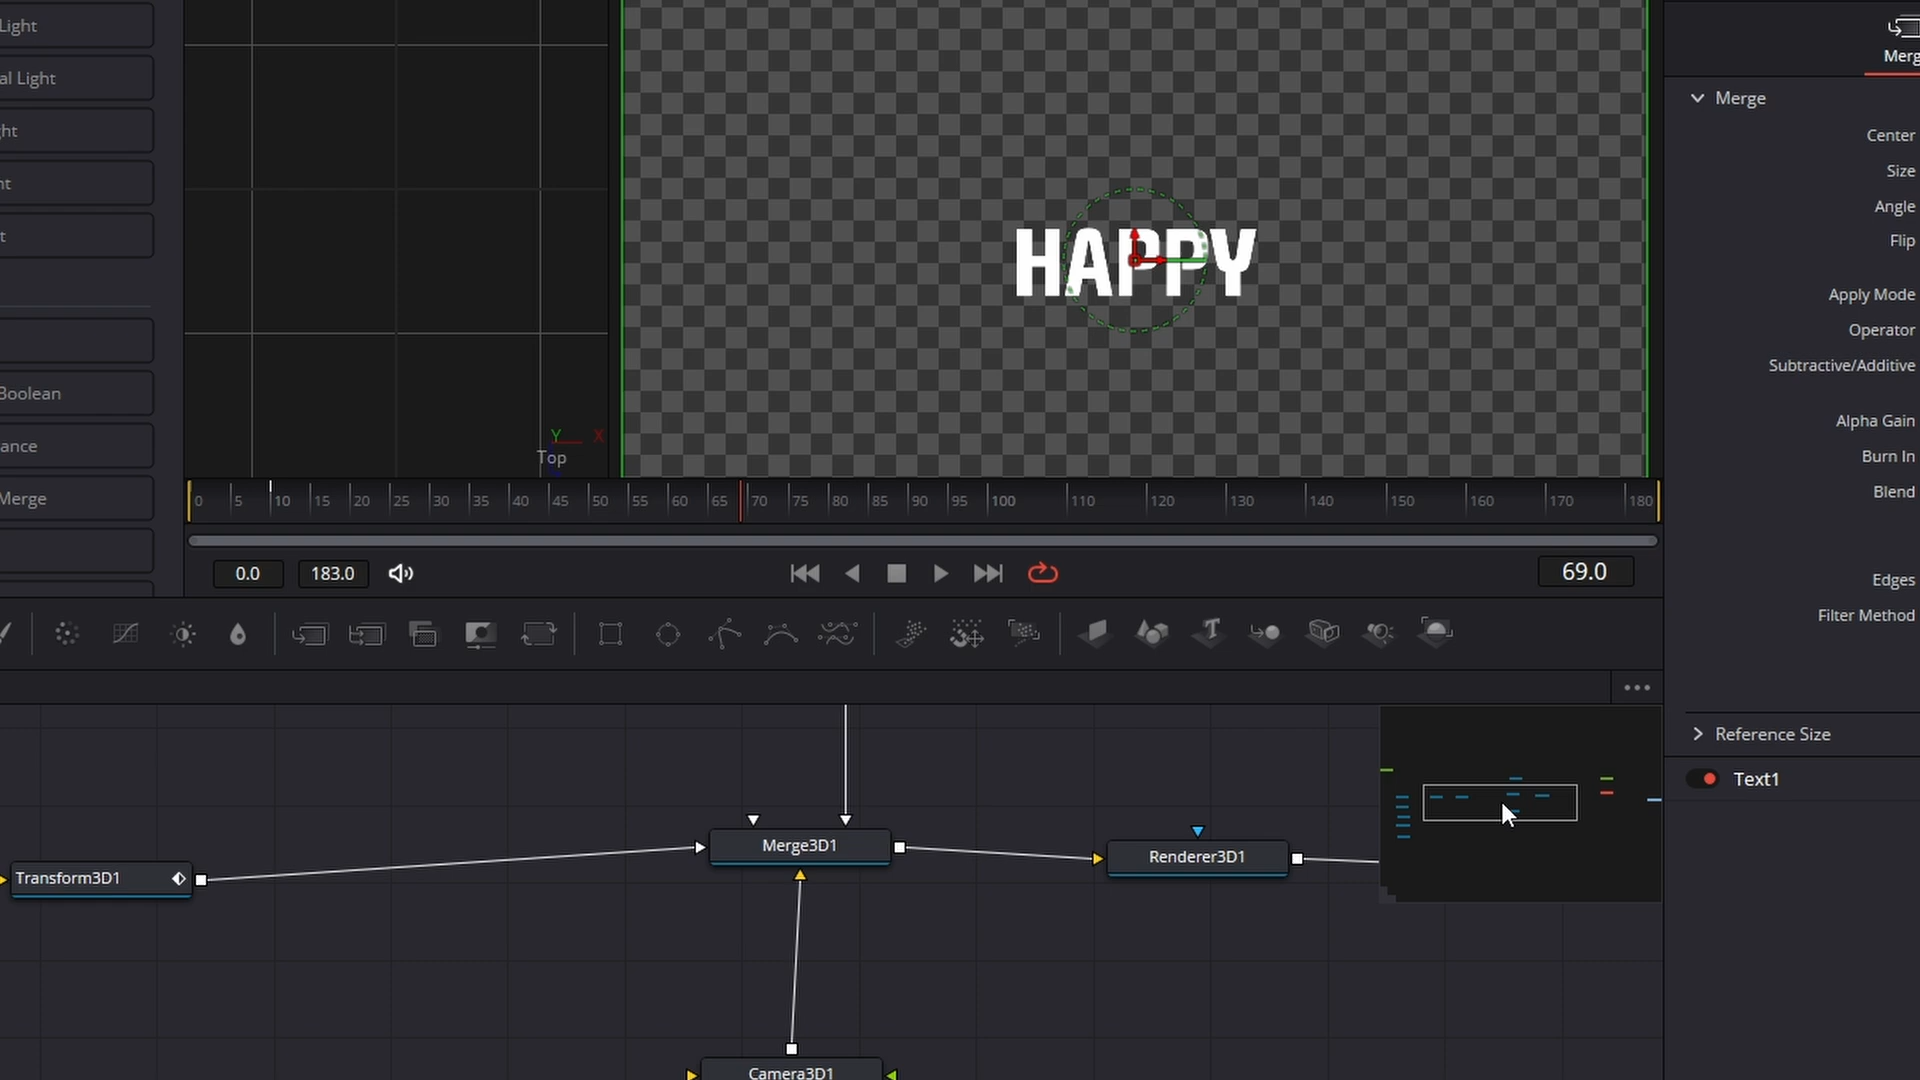 Light
al Light
ght
nt
t
Boolean
ance
Merge
HAPPY
Y X
Top
0 5 10 15 20 25 30 35 40 45 50 55 60 65 70 75 80 85 90 95 100 110 120 130 140 150 160 170 180
0.0 183.0 69.0
Transform3D1
Merge3D1
Renderer3D1
Camera3D1
Merg
Merge
Center
Size
Angle
Flip
Apply Mode
Operator
Subtractive/Additive
Alpha Gain
Burn In
Blend
Edges
Filter Method
Reference Size
Text1